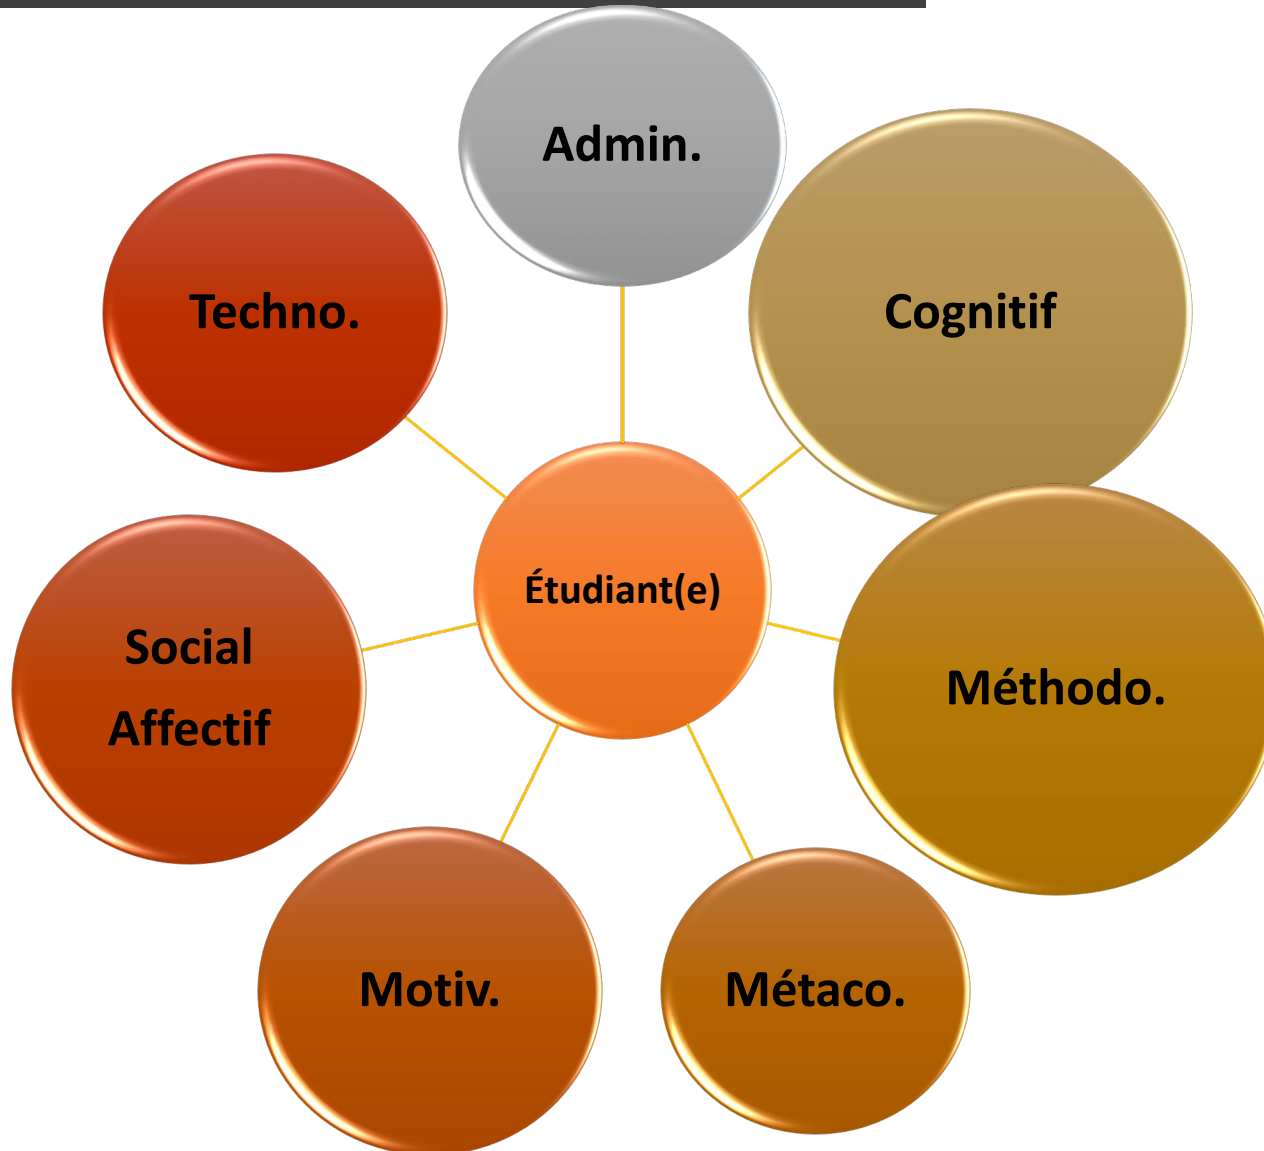 Admin.
Cognitif
Techno.
Étudiant(e)
Social
Affectif
Méthodo.
Motiv.
Métaco.